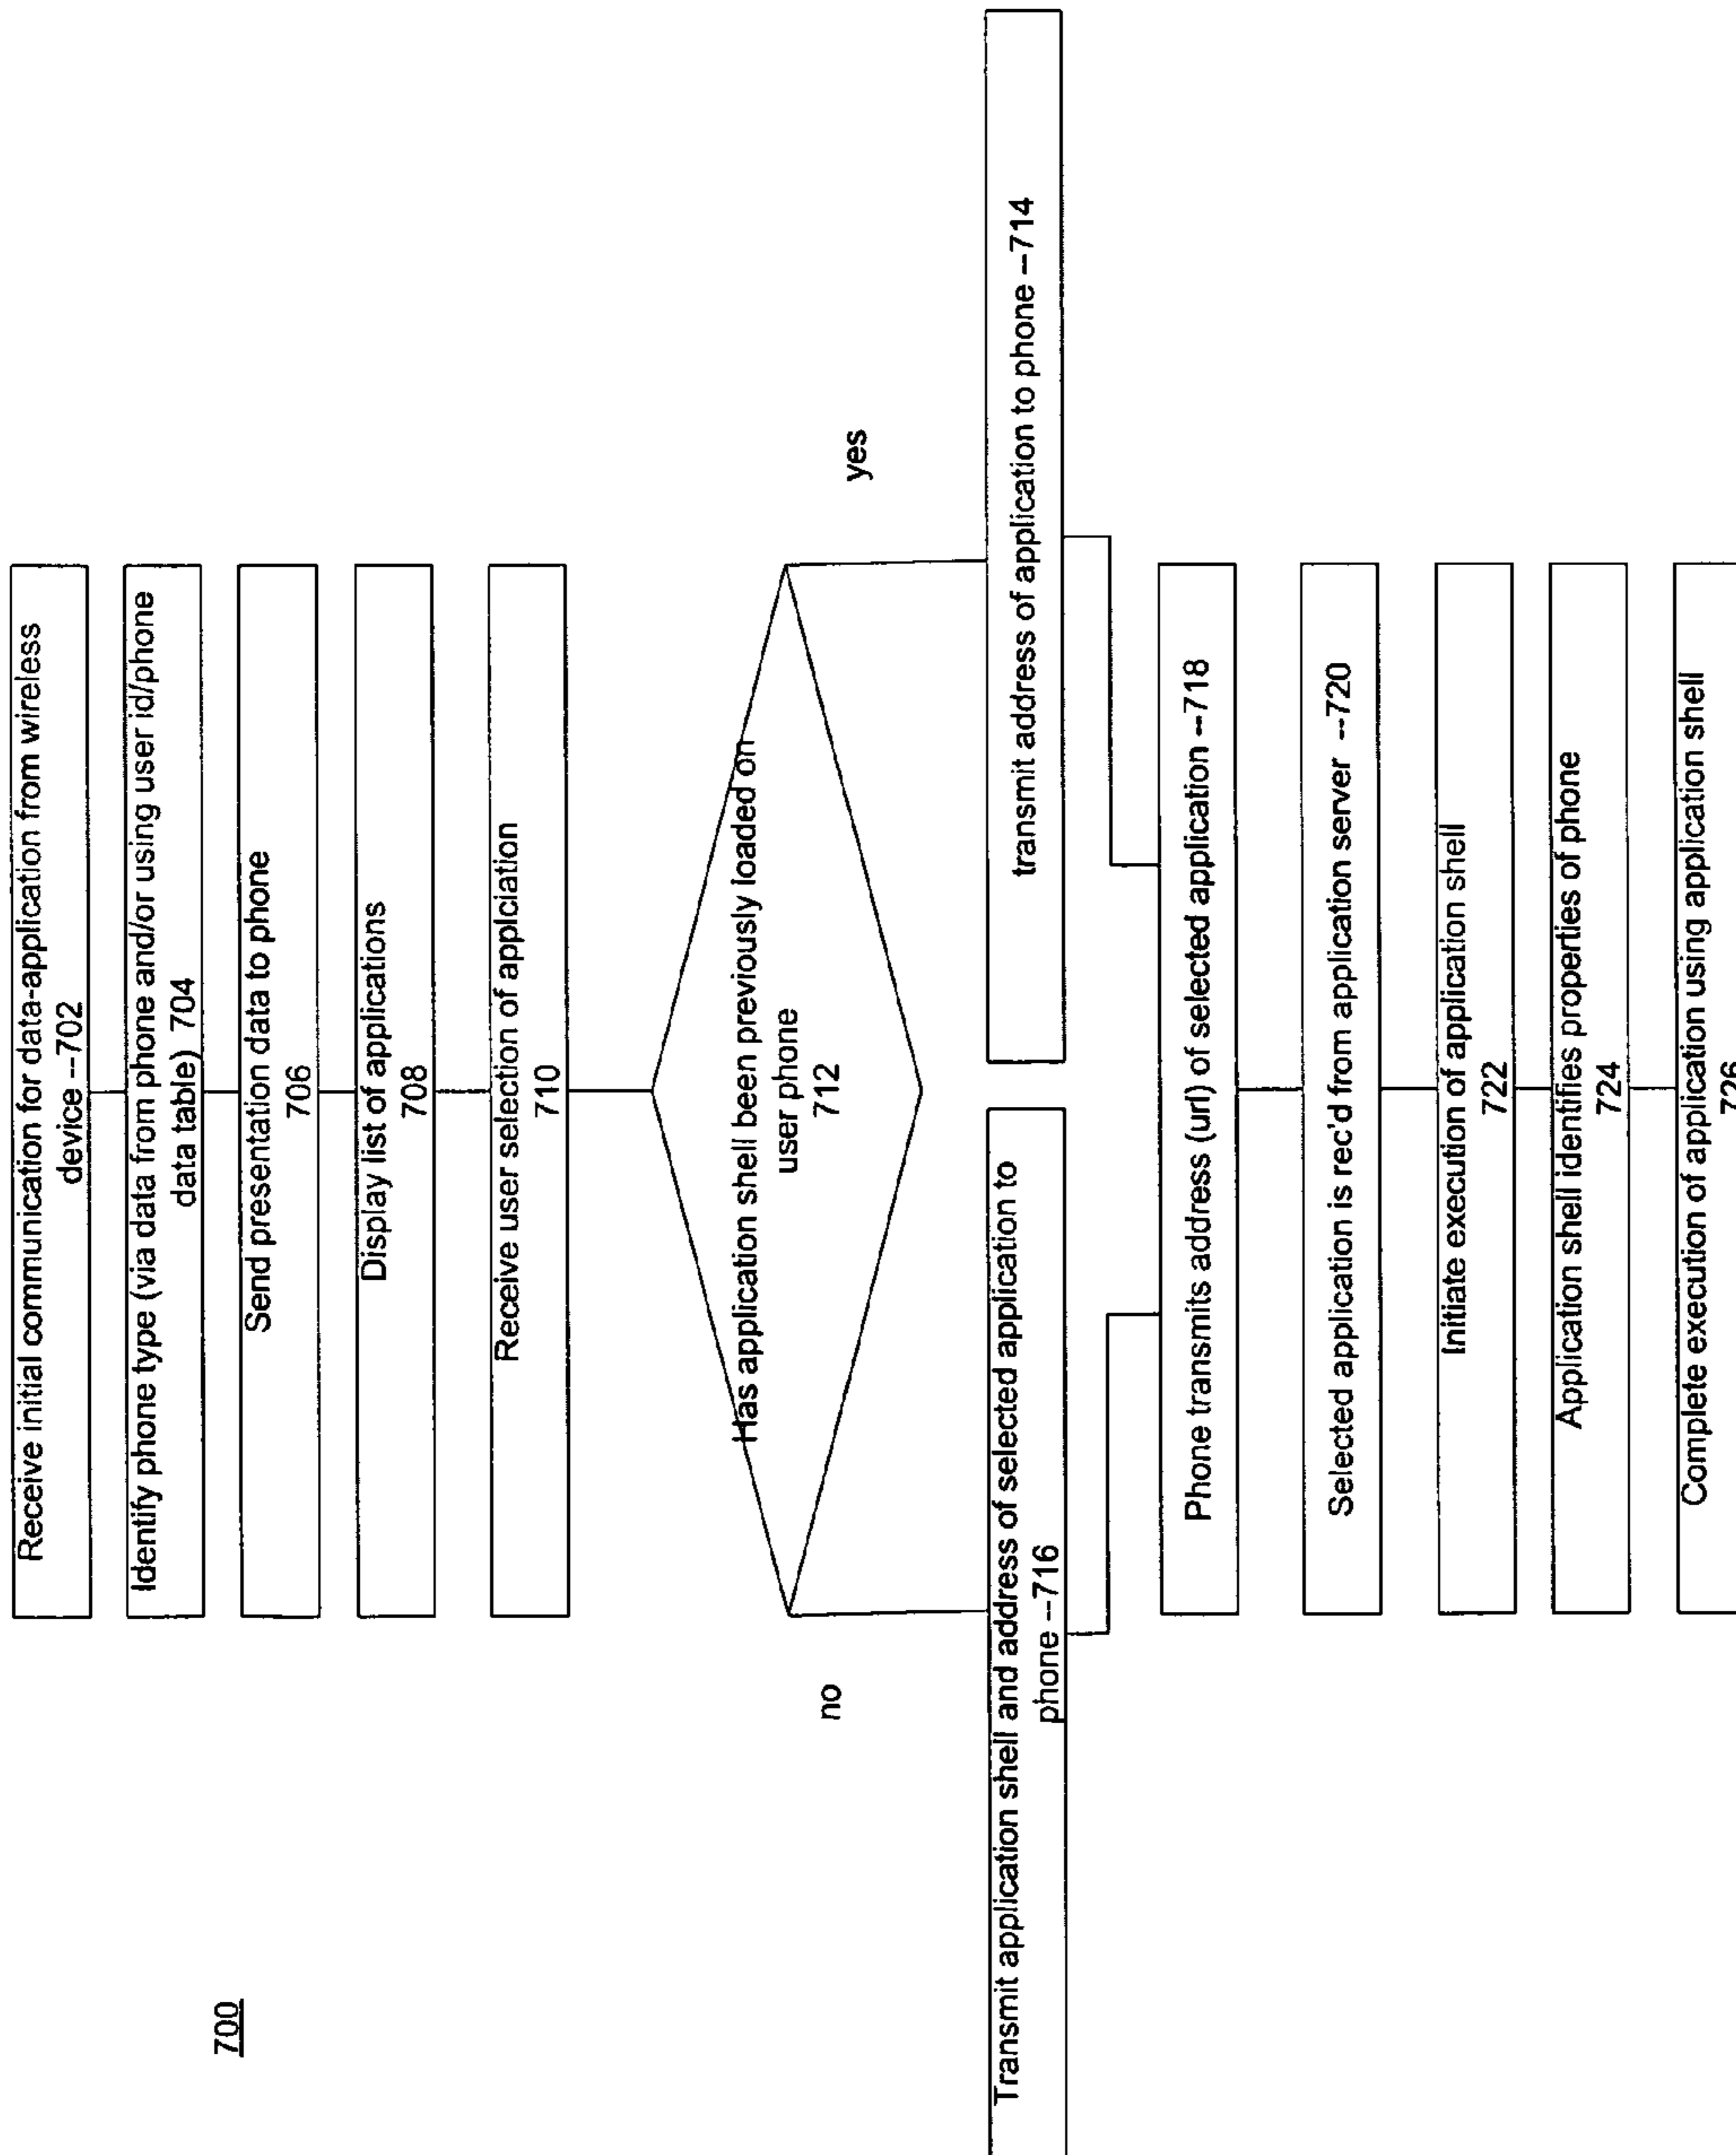 700
Receive initial communication for data-application from wireless
device --702
Identify phone type (via data from phone and/or using user id/phone
data table) 704
Send presentation data to phone
706
Display list of applications
708
Receive user selection of applciation
710
Has application shell been previously loaded on
user phone
712
no
yes
Transmit application shell and address of selected application to
phone --716
transmit address of application to phone --714
Phone transmits address (url) of selected application --718
Selected application is rec'd from application server --720
Initiate execution of application shell
722
Application shell identifies properties of phone
724
Complete execution of application using application shell
726